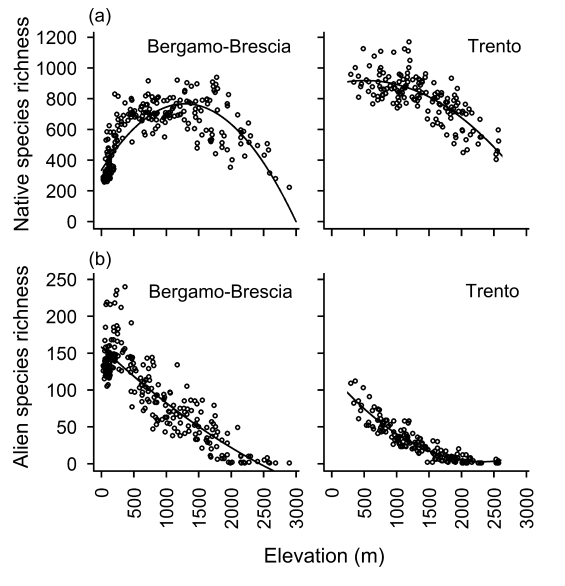 (a)
Native species richness
1200
1000
800
600
400
200
0
Bergamo-Brescia
Trento
(b)
Alien species richness
250
200
150
100
50
0
Bergamo-Brescia
Trento
0 500 1000 1500 2000 2500 3000
0 500 1000 1500 2000 2500 3000
Elevation (m)